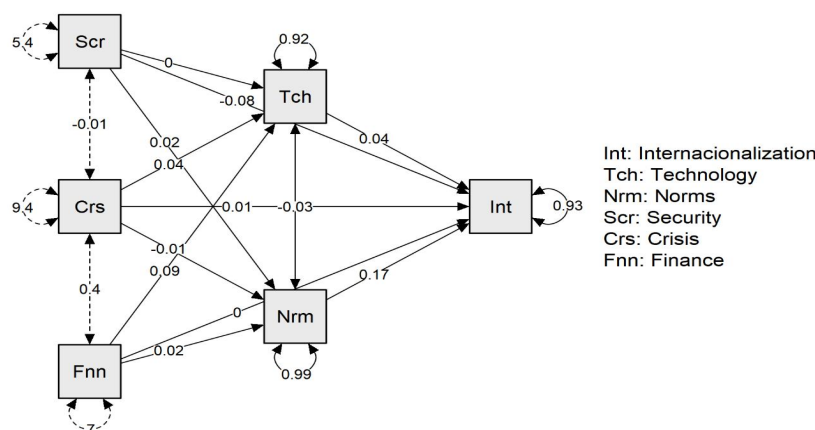 Scr
5.4
0.92
0
Tch
-0.08
-0.01
0.02
0.04
0.04
Int: Internacionalization
Tch: Technology
Nrm: Norms
Scr: Security
Crs: Crisis
Fnn: Finance
9.4
Crs
0.01
-0.03
Int
0.93
-0.01
0.09
0.4
0.17
0
Nrm
0.02
Fnn
0.99
7